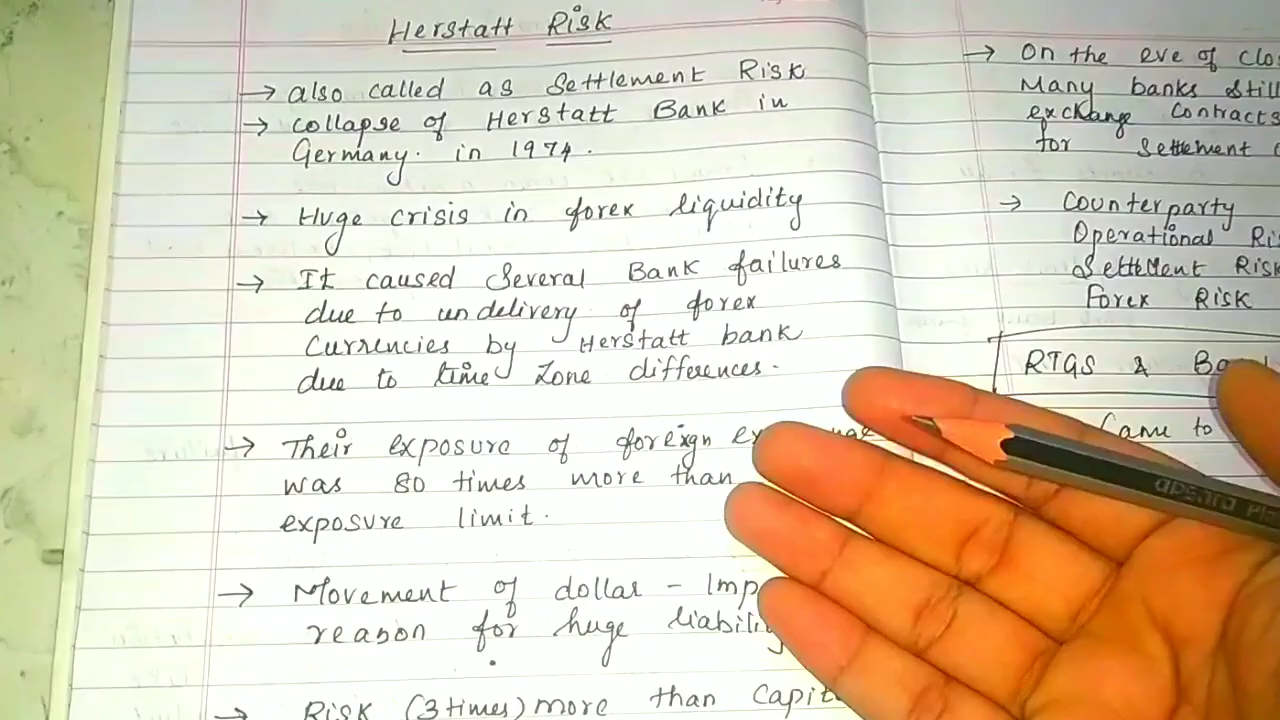 Herstatt Risk
→ also called as Settlement Risk
→ collapse of Herstatt Bank in
Germany. in 1974.
→ Huge crisis in forex liquidity
→ It caused Several Bank failures
due to undelivery of forex
Currencies by Herstatt bank
due to time Zone differences.
→ Their exposure of foreign
was 80 times more than
exposure limit.
→ Movement of dollar -
reason for huge
→ Risk (3 times) more than
→ On the eve of
Many banks Still
exchange Contracts
for Settlement
→ Counterparty
Operational
Settlement Risk
Forex Risk
RTGS &
Came to
apsara